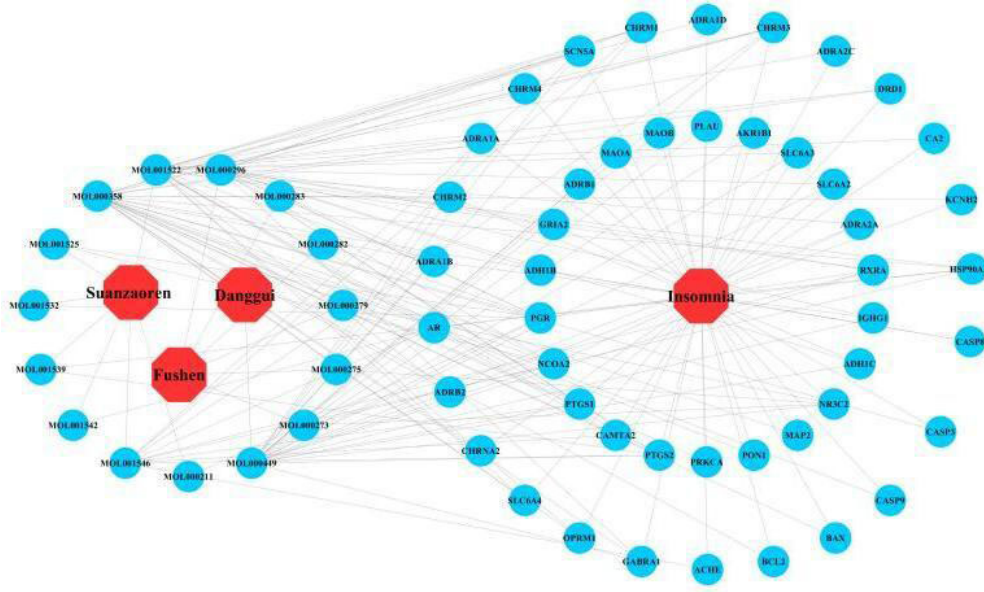 ADRA1D
CHRM1
CHRM3
SCN5A
ADRA2C
CHRM4
DRD1
PLAU
MAOB
AKR1B1
ADRA1A
CA2
MAOA
SLC6A3
MOL001522
MOL000296
ADRB1
SLC6A2
MOL000358
MOL000283
CHRM2
KCNH2
GRIA2
ADRA2A
MOL001525
MOL000282
ADRA1B
ADH1B
RXRA
HSP90A
Suanzaoren
Danggui
Insomnia
MOL001532
MOL000279
AR
PGR
IGHG1
CASP8
MOL001539
Fushen
MOL000275
NCOA2
ADH1C
ADRB2
PTGS1
NR3C2
MOL001542
MOL000273
CAMTA2
MAP2
CASP3
CHRNA2
MOL001546
MOL000449
PTGS2
PRKCA
PON1
MOL000211
SLC6A4
CASP9
OPRM1
BAX
GABRA1
ACHE
BCL2